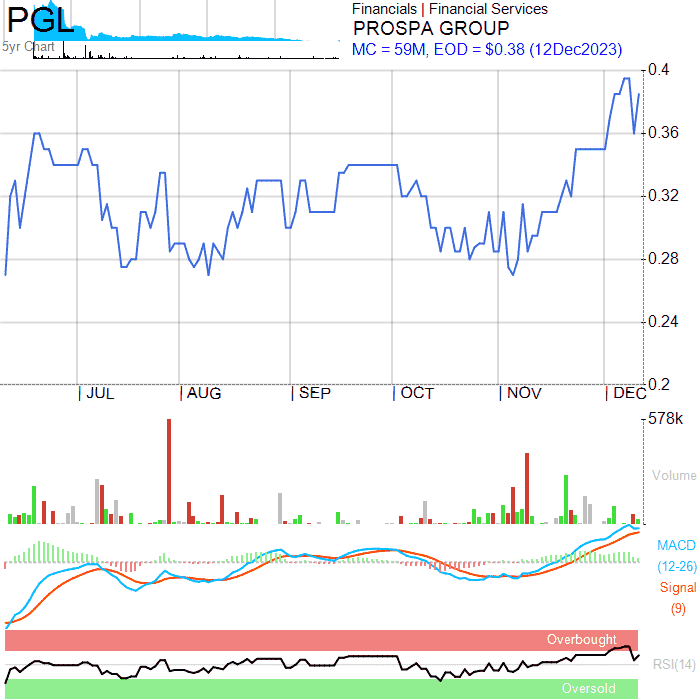 PGL
5yr Chart
Financials | Financial Services
PROSPA GROUP
MC = 59M, EOD = $0.38 (12Dec2023)
0.4
0.36
0.32
0.28
0.24
0.2
| JUL | AUG | SEP | OCT | NOV | DEC
578k
Volume
MACD
(12-26)
Signal
(9)
Overbought
RSI(14)
Oversold